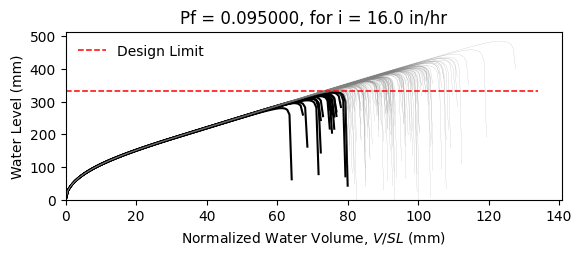 Pf = 0.095000, for i = 16.0 in/hr
Water Level (mm)
500
400
300
200
100
0
Design Limit
0 20 40 60 80 100 120 140
Normalized Water Volume, V/SL (mm)